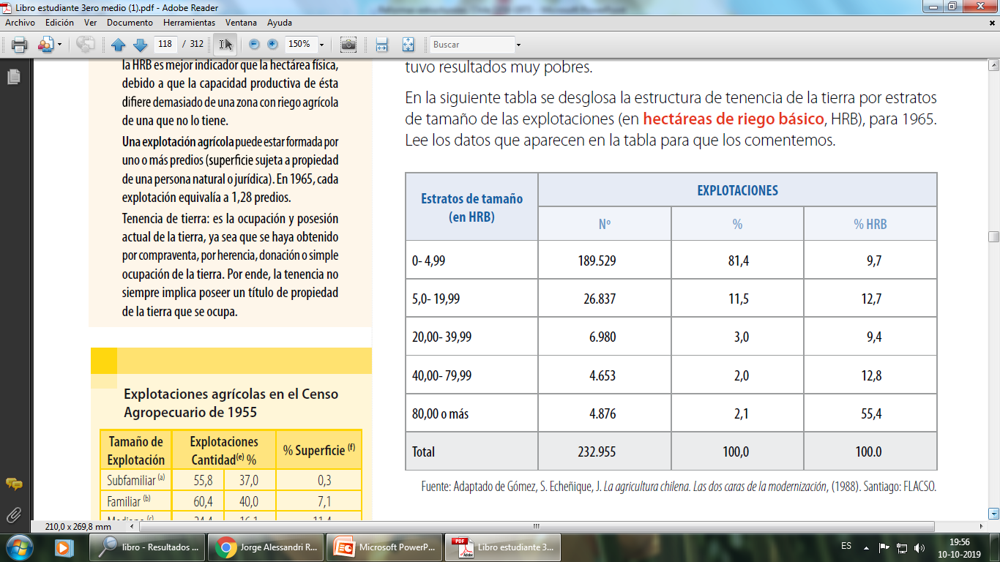 Libro estudiante 3ero medio (1).pdf - Adobe Reader
Archivo Edición Ver Documento Herramientas Ventana Ayuda
118 / 312 150% Buscar
la HRB es mejor indicador que la hectárea física,
debido a que la capacidad productiva de ésta
difiere demasiado de una zona con riego agrícola
de una que no lo tiene.
Una explotación agrícola puede estar formada por
uno o más predios (superficie sujeta a propiedad
de una persona natural o jurídica). En 1965, cada
explotación equivalía a 1,28 predios.
Tenencia de tierra: es la ocupación y posesión
actual de la tierra, ya sea que se haya obtenido
por compraventa, por herencia, donación o simple
ocupación de la tierra. Por ende, la tenencia no
siempre implica poseer un título de propiedad
de la tierra que se ocupa.
Explotaciones agrícolas en el Censo
Agropecuario de 1955
Tamaño de Explotaciones % Superficie (f)
Explotación Cantidad(e) %
Subfamiliar (a) 55,8 37,0 0,3
Familiar (b) 60,4 40,0 7,1
tuvo resultados muy pobres.
En la siguiente tabla se desglosa la estructura de tenencia de la tierra por estratos
de tamaño de las explotaciones (en hectáreas de riego básico, HRB), para 1965.
Lee los datos que aparecen en la tabla para que los comentemos.
Estratos de tamaño EXPLOTACIONES
(en HRB) Nº % % HRB
0- 4,99 189.529 81,4 9,7
5,0- 19,99 26.837 11,5 12,7
20,00- 39,99 6.980 3,0 9,4
40,00- 79,99 4.653 2,0 12,8
80,00 o más 4.876 2,1 55,4
Total 232.955 100,0 100.0
Fuente: Adaptado de Gómez, S. Echeñique, J. La agricultura chilena. Las dos caras de la modernización, (1988). Santiago: FLACSO.
210,0 x 269,8 mm
libro - Resultados ... Jorge Alessandri R... Microsoft PowerP... Libro estudiante 3... ES 19:56
10-10-2019